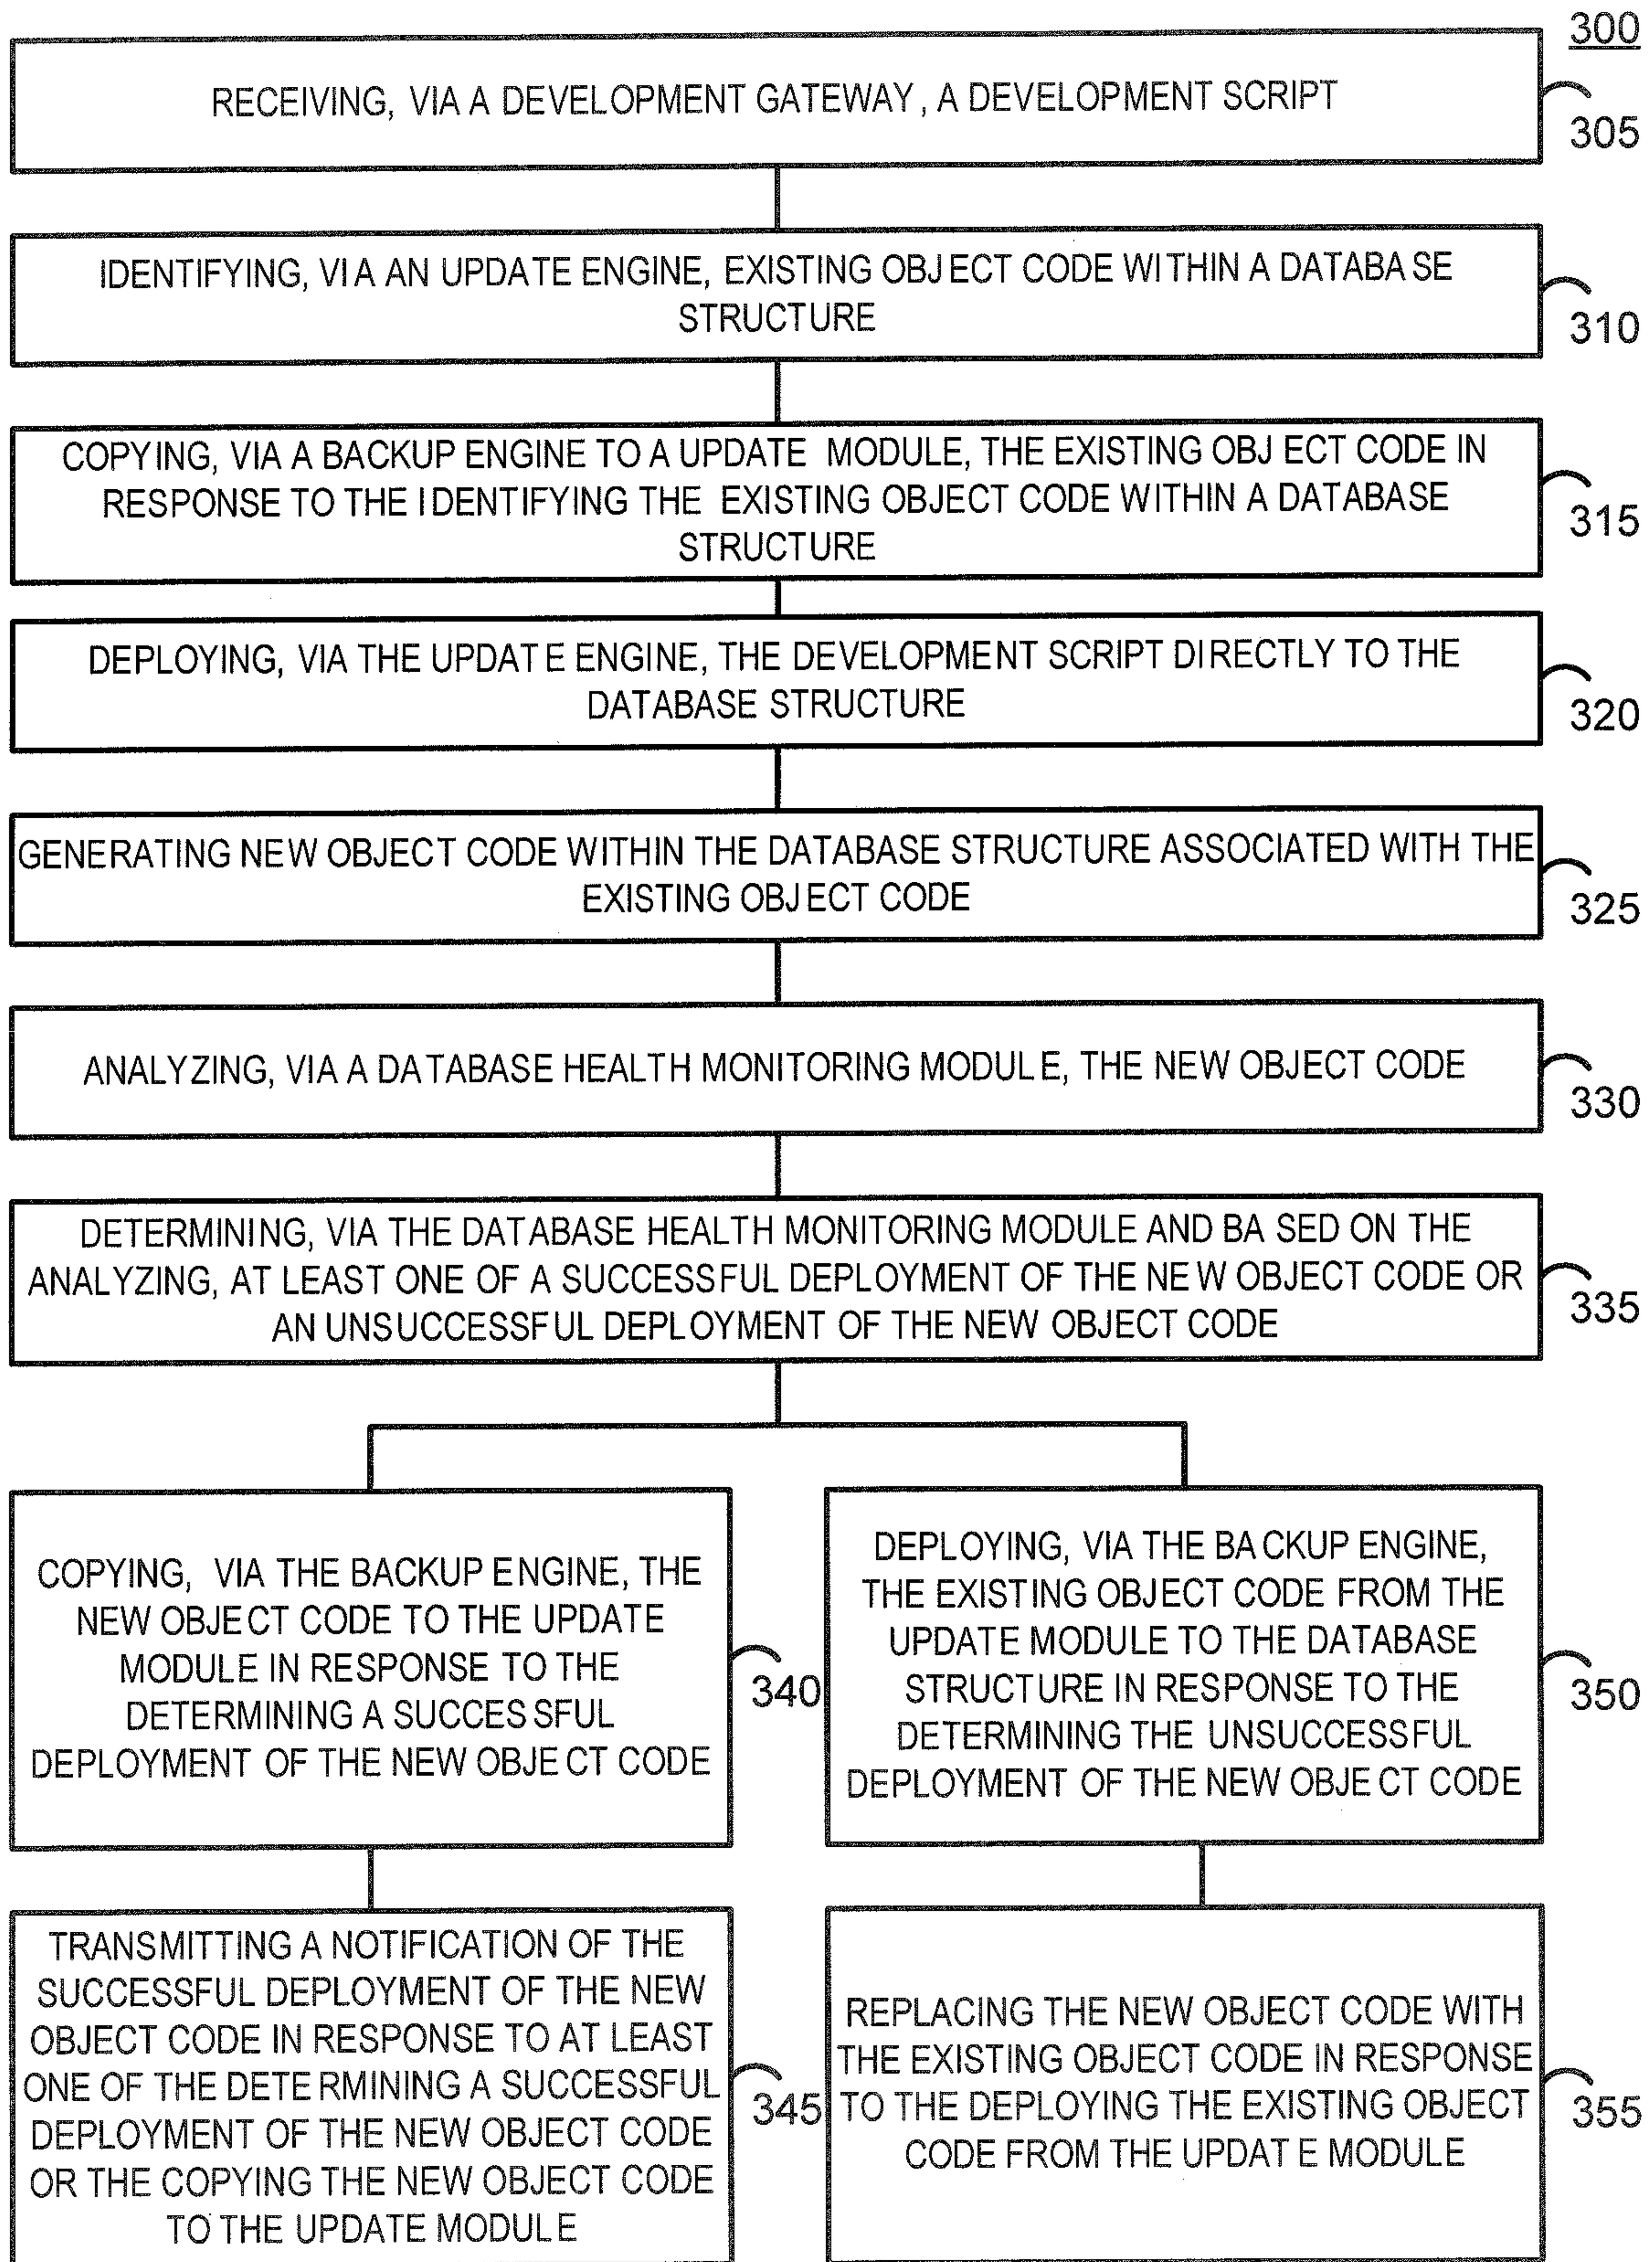 300
RECEIVING, VIA A DEVELOPMENT GATEWAY, A DEVELOPMENT SCRIPT
305
IDENTIFYING, VIA AN UPDATE ENGINE, EXISTING OBJECT CODE WITHIN A DATABASE
STRUCTURE
310
COPYING, VIA A BACKUP ENGINE TO A UPDATE MODULE, THE EXISTING OBJECT CODE IN
RESPONSE TO THE IDENTIFYING THE EXISTING OBJECT CODE WITHIN A DATABASE
STRUCTURE
315
DEPLOYING, VIA THE UPDATE ENGINE, THE DEVELOPMENT SCRIPT DIRECTLY TO THE
DATABASE STRUCTURE
320
GENERATING NEW OBJECT CODE WITHIN THE DATABASE STRUCTURE ASSOCIATED WITH THE
EXISTING OBJECT CODE
325
ANALYZING, VIA A DATABASE HEALTH MONITORING MODULE, THE NEW OBJECT CODE
330
DETERMINING, VIA THE DATABASE HEALTH MONITORING MODULE AND BASED ON THE
ANALYZING, AT LEAST ONE OF A SUCCESSFUL DEPLOYMENT OF THE NEW OBJECT CODE OR
AN UNSUCCESSFUL DEPLOYMENT OF THE NEW OBJECT CODE
335
COPYING, VIA THE BACKUP ENGINE, THE
NEW OBJECT CODE TO THE UPDATE
MODULE IN RESPONSE TO THE
DETERMINING A SUCCESSFUL
DEPLOYMENT OF THE NEW OBJECT CODE
340
DEPLOYING, VIA THE BACKUP ENGINE,
THE EXISTING OBJECT CODE FROM THE
UPDATE MODULE TO THE DATABASE
STRUCTURE IN RESPONSE TO THE
DETERMINING THE UNSUCCESSFUL
DEPLOYMENT OF THE NEW OBJECT CODE
350
TRANSMITTING A NOTIFICATION OF THE
SUCCESSFUL DEPLOYMENT OF THE NEW
OBJECT CODE IN RESPONSE TO AT LEAST
ONE OF THE DETERMINING A SUCCESSFUL
DEPLOYMENT OF THE NEW OBJECT CODE
OR THE COPYING THE NEW OBJECT CODE
TO THE UPDATE MODULE
345
REPLACING THE NEW OBJECT CODE WITH
THE EXISTING OBJECT CODE IN RESPONSE
TO THE DEPLOYING THE EXISTING OBJECT
CODE FROM THE UPDATE MODULE
355